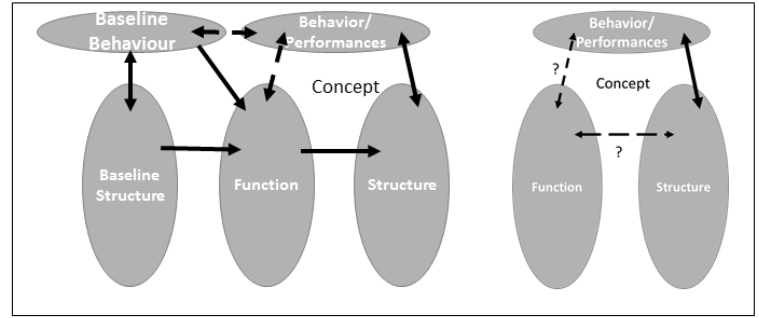 Baseline
Behaviour
Behavior/
Performances
Concept
Baseline
Structure
Function
Structure
Behavior/
Performances
?
Concept
?
Function
Structure